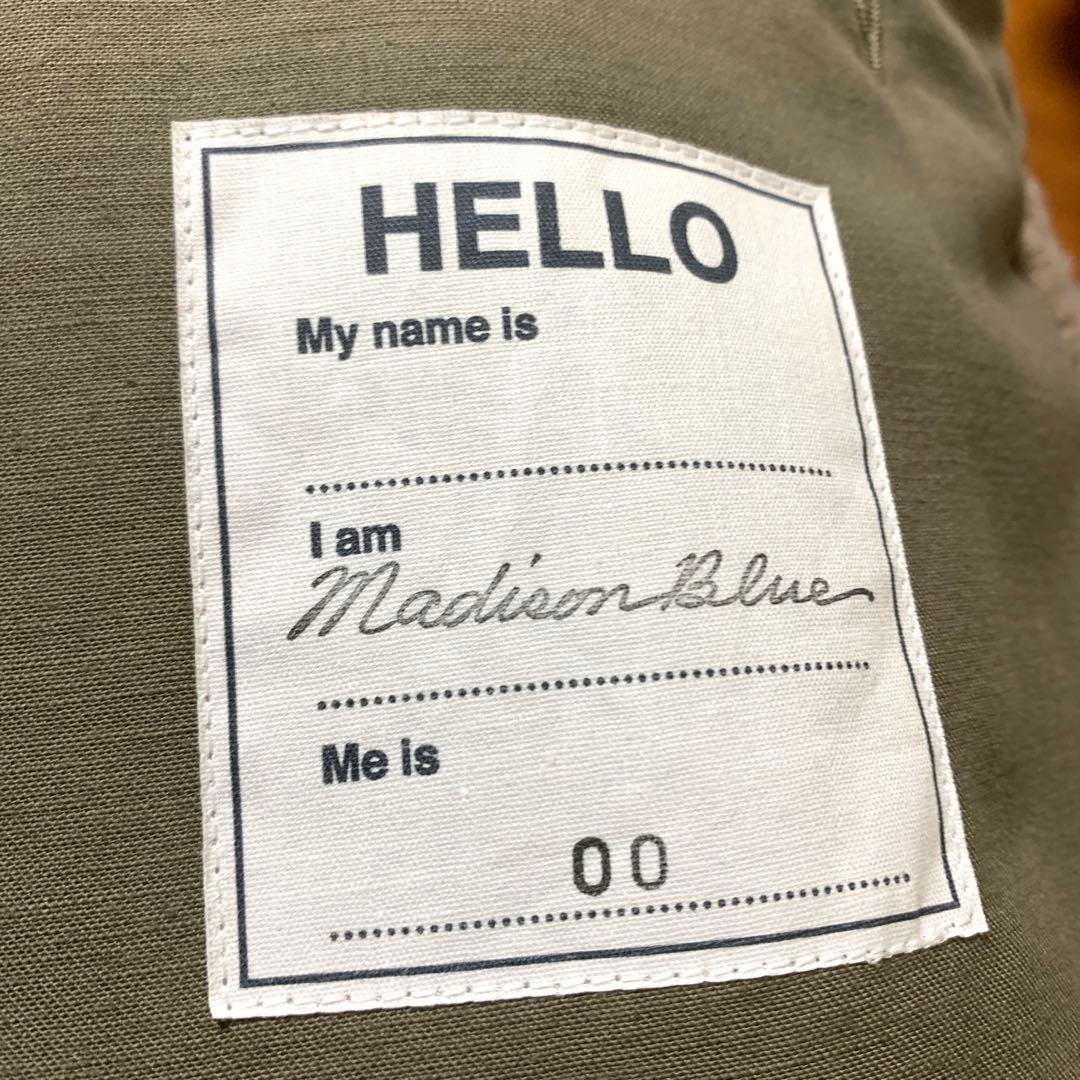 HELLO
My name is
I am
Madison Blue
Me is
00